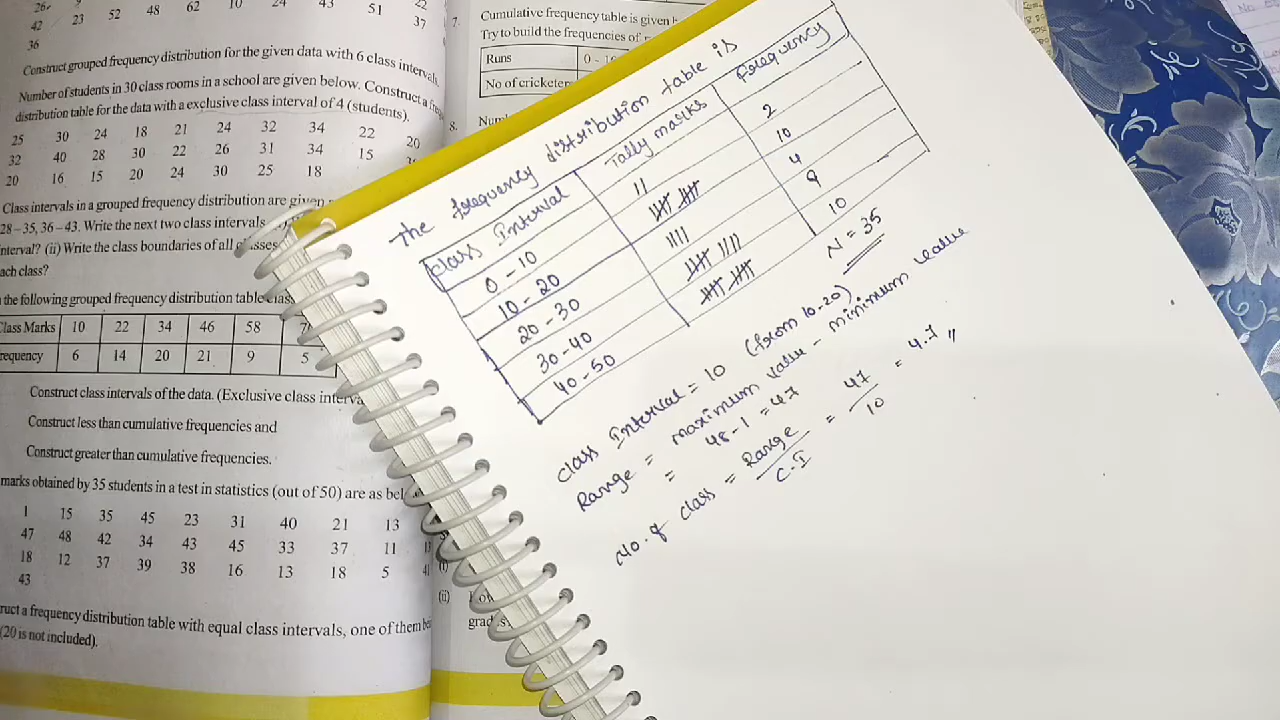 26
42 23 52 48 62 10 24 43 51 22
37
36
Construct grouped frequency distribution for the given data with 6 class interval
Number of students in 30 class rooms in a school are given below. Construct a
distribution table for the data with a exclusive class interval of 4 (students).
25 30 24 18 21 24 32 34 22 20
32 40 28 30 22 26 31 34 15
20 16 15 20 24 30 25 18
Class intervals in a grouped frequency distribution are given
28 – 35, 36 – 43. Write the next two class intervals.
interval? (ii) Write the class boundaries of all classes
ach class?
the following grouped frequency distribution table
Class Marks 10 22 34 46 58
requency 6 14 20 21 9 5
Construct class intervals of the data. (Exclusive class interva
Construct less than cumulative frequencies and
Construct greater than cumulative frequencies.
marks obtained by 35 students in a test in statistics (out of 50) are as bel
1 15 35 45 23 31 40 21 13
47 48 42 34 43 45 33 37 11
18 12 37 39 38 16 13 18 5
43
ruct a frequency distribution table with equal class intervals, one of them be
(20 is not included).
7. Cumulative frequency table is given
Try to build the frequencies of
Runs 0 - 1
No of cricketer
8. Num
(i)
(ii)
grad
The frequency distribution table is
Class Interval Tally marks Frequency
0 - 10 || 2
10 - 20 |||| |||| 10
20 - 30 |||| 4
30 - 40 |||| |||| 9
40 - 50 |||| |||| 10
N = 35
Class Interval = 10 (from 10-20)
Range = maximum value - minimum value
= 48 - 1 = 47
No. of class = Range / C.I = 47 / 10 = 4.7 "